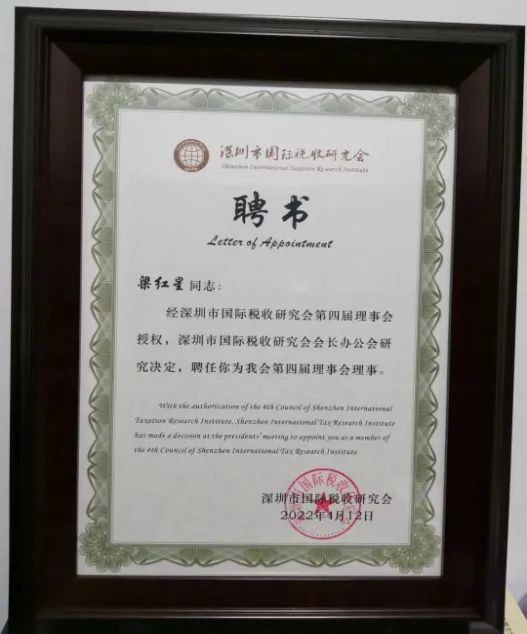 深圳市国际税收研究会
Shenzhen International Taxation Research Institute
聘书
Letter of Appointment
梁红星同志：
经深圳市国际税收研究会第四届理事会
授权，深圳市国际税收研究会会长办公会研
究决定，聘任你为我会第四届理事会理事。
With the authorization of the 4th Council of Shenzhen International
Taxation Research Institute, Shenzhen International Tax Research Institute
has made a decision at the presidents' meeting to appoint you as a member of
the 4th Council of Shenzhen International Tax Research Institute.
深圳市国际税收研究会
2022年4月12日